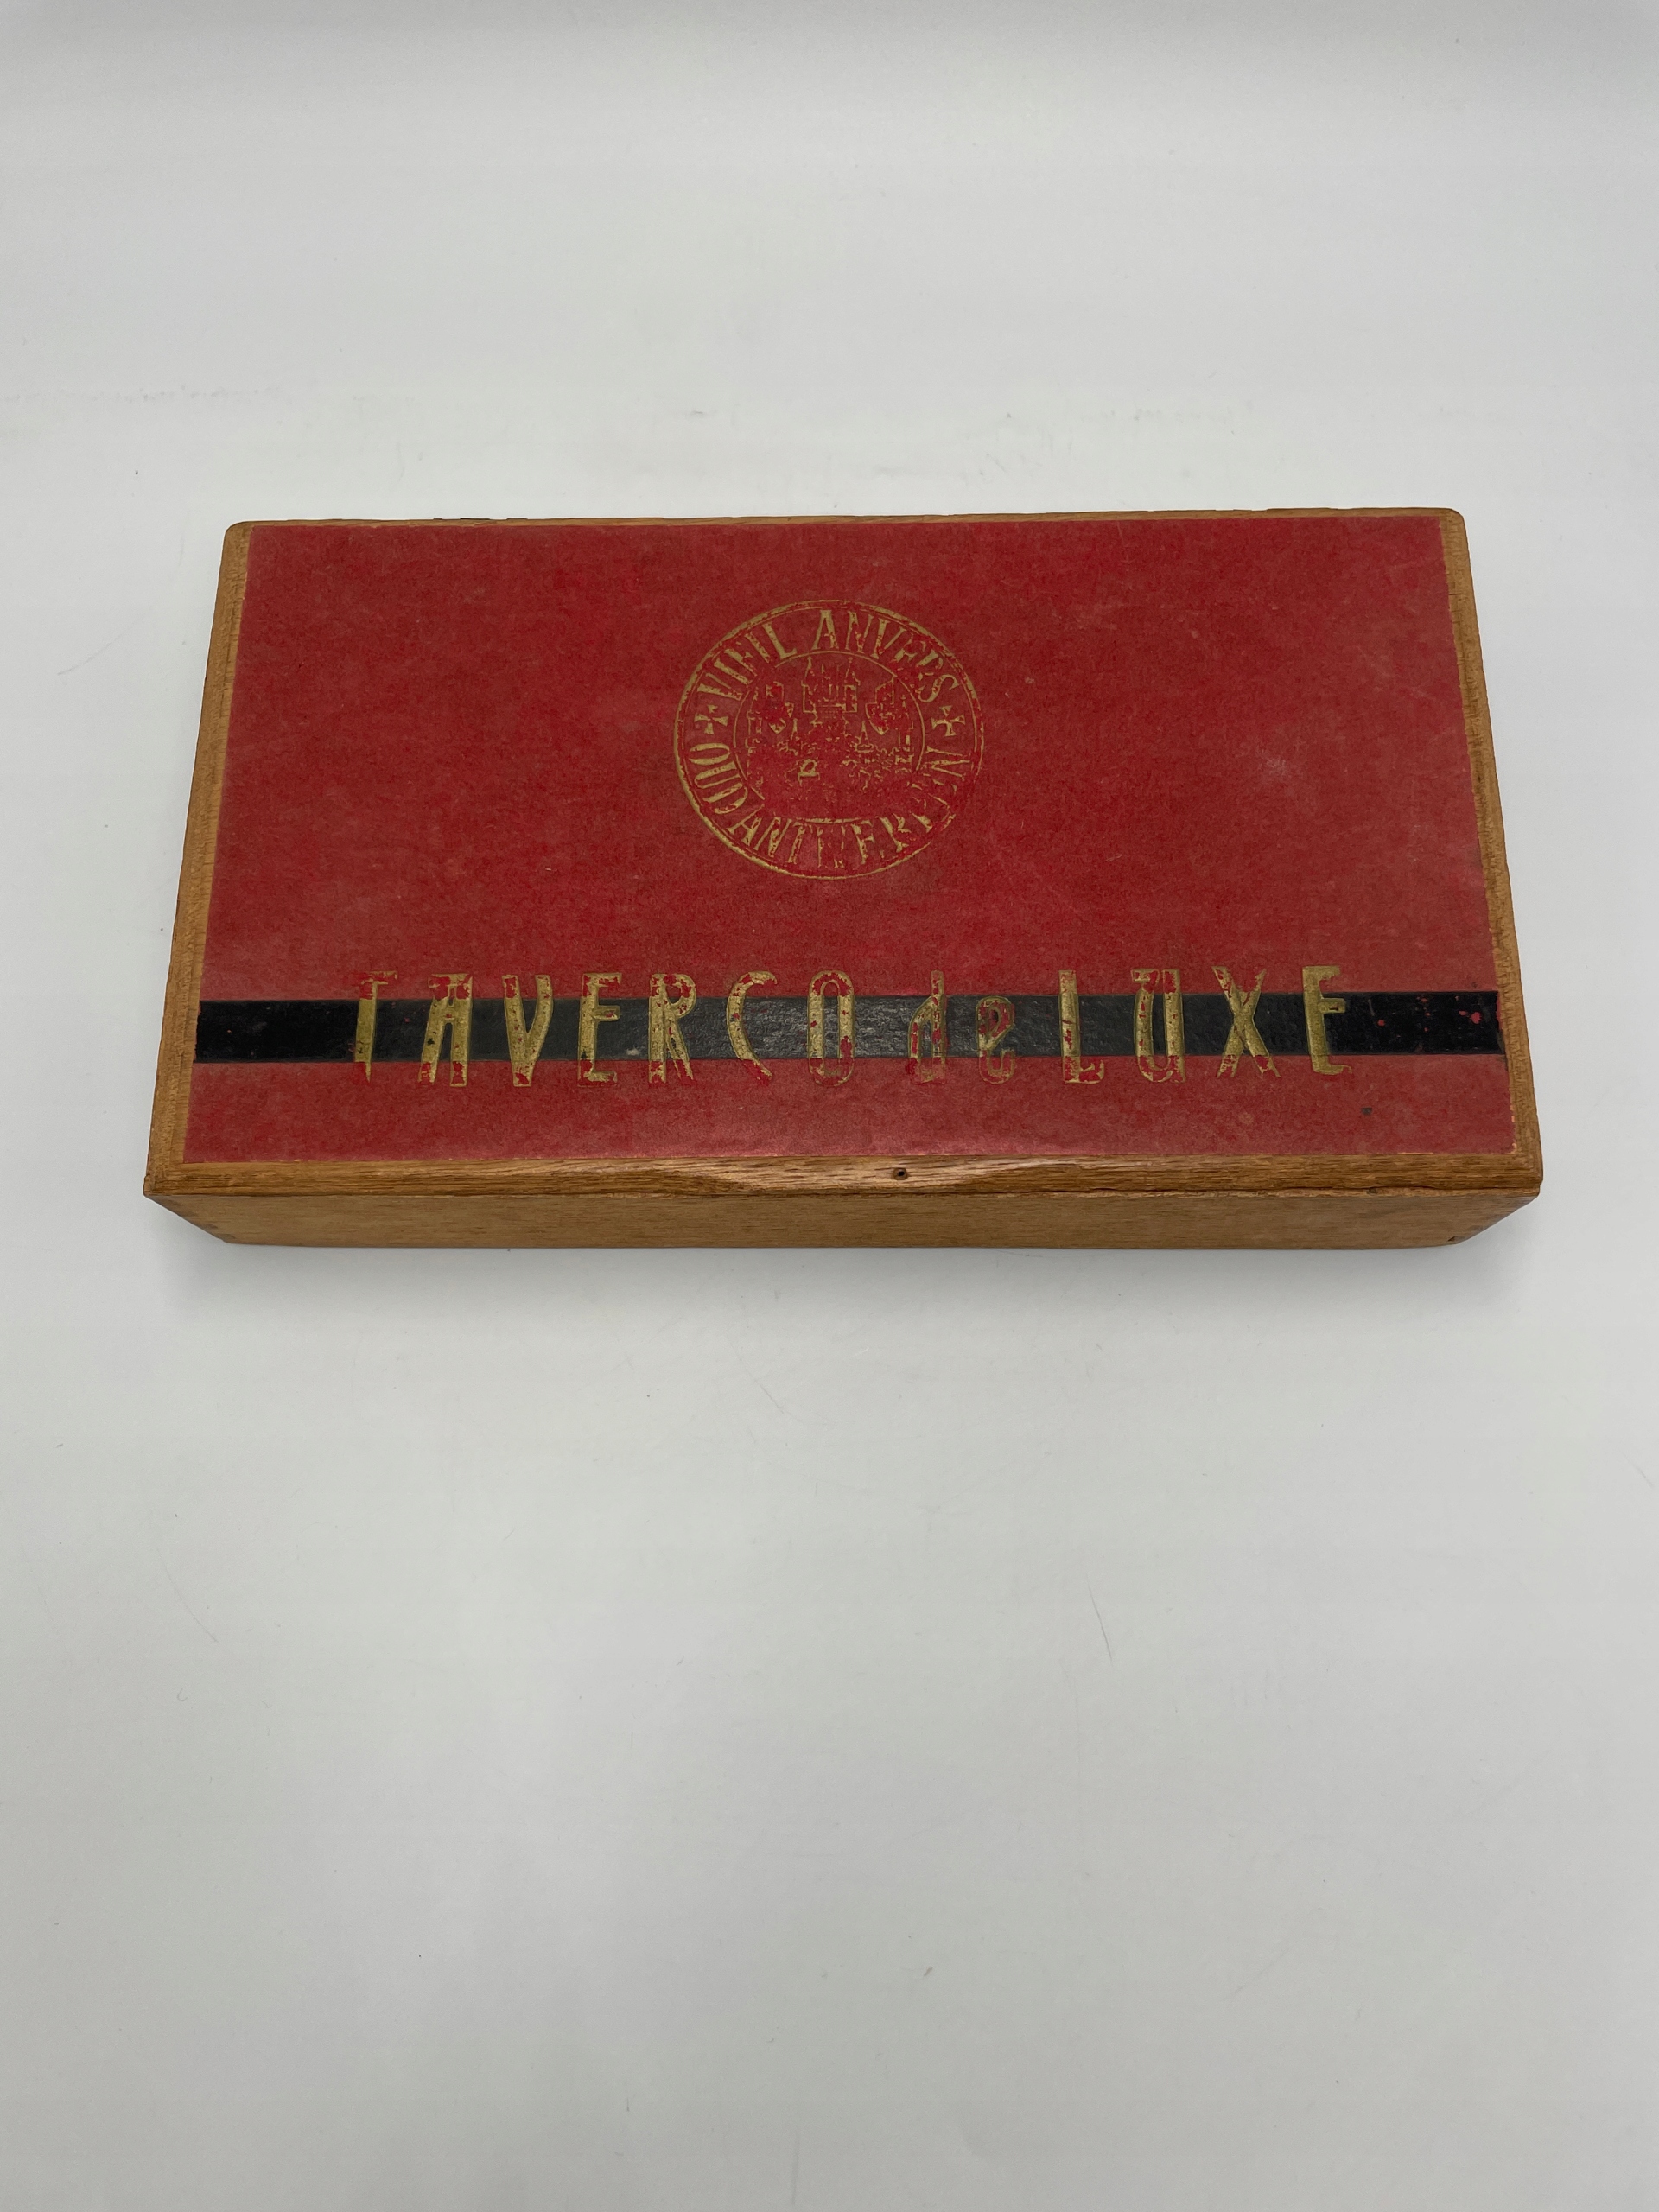 VIEIL ANVERS
OUD ANTWERPEN
TAVERCO de LUXE